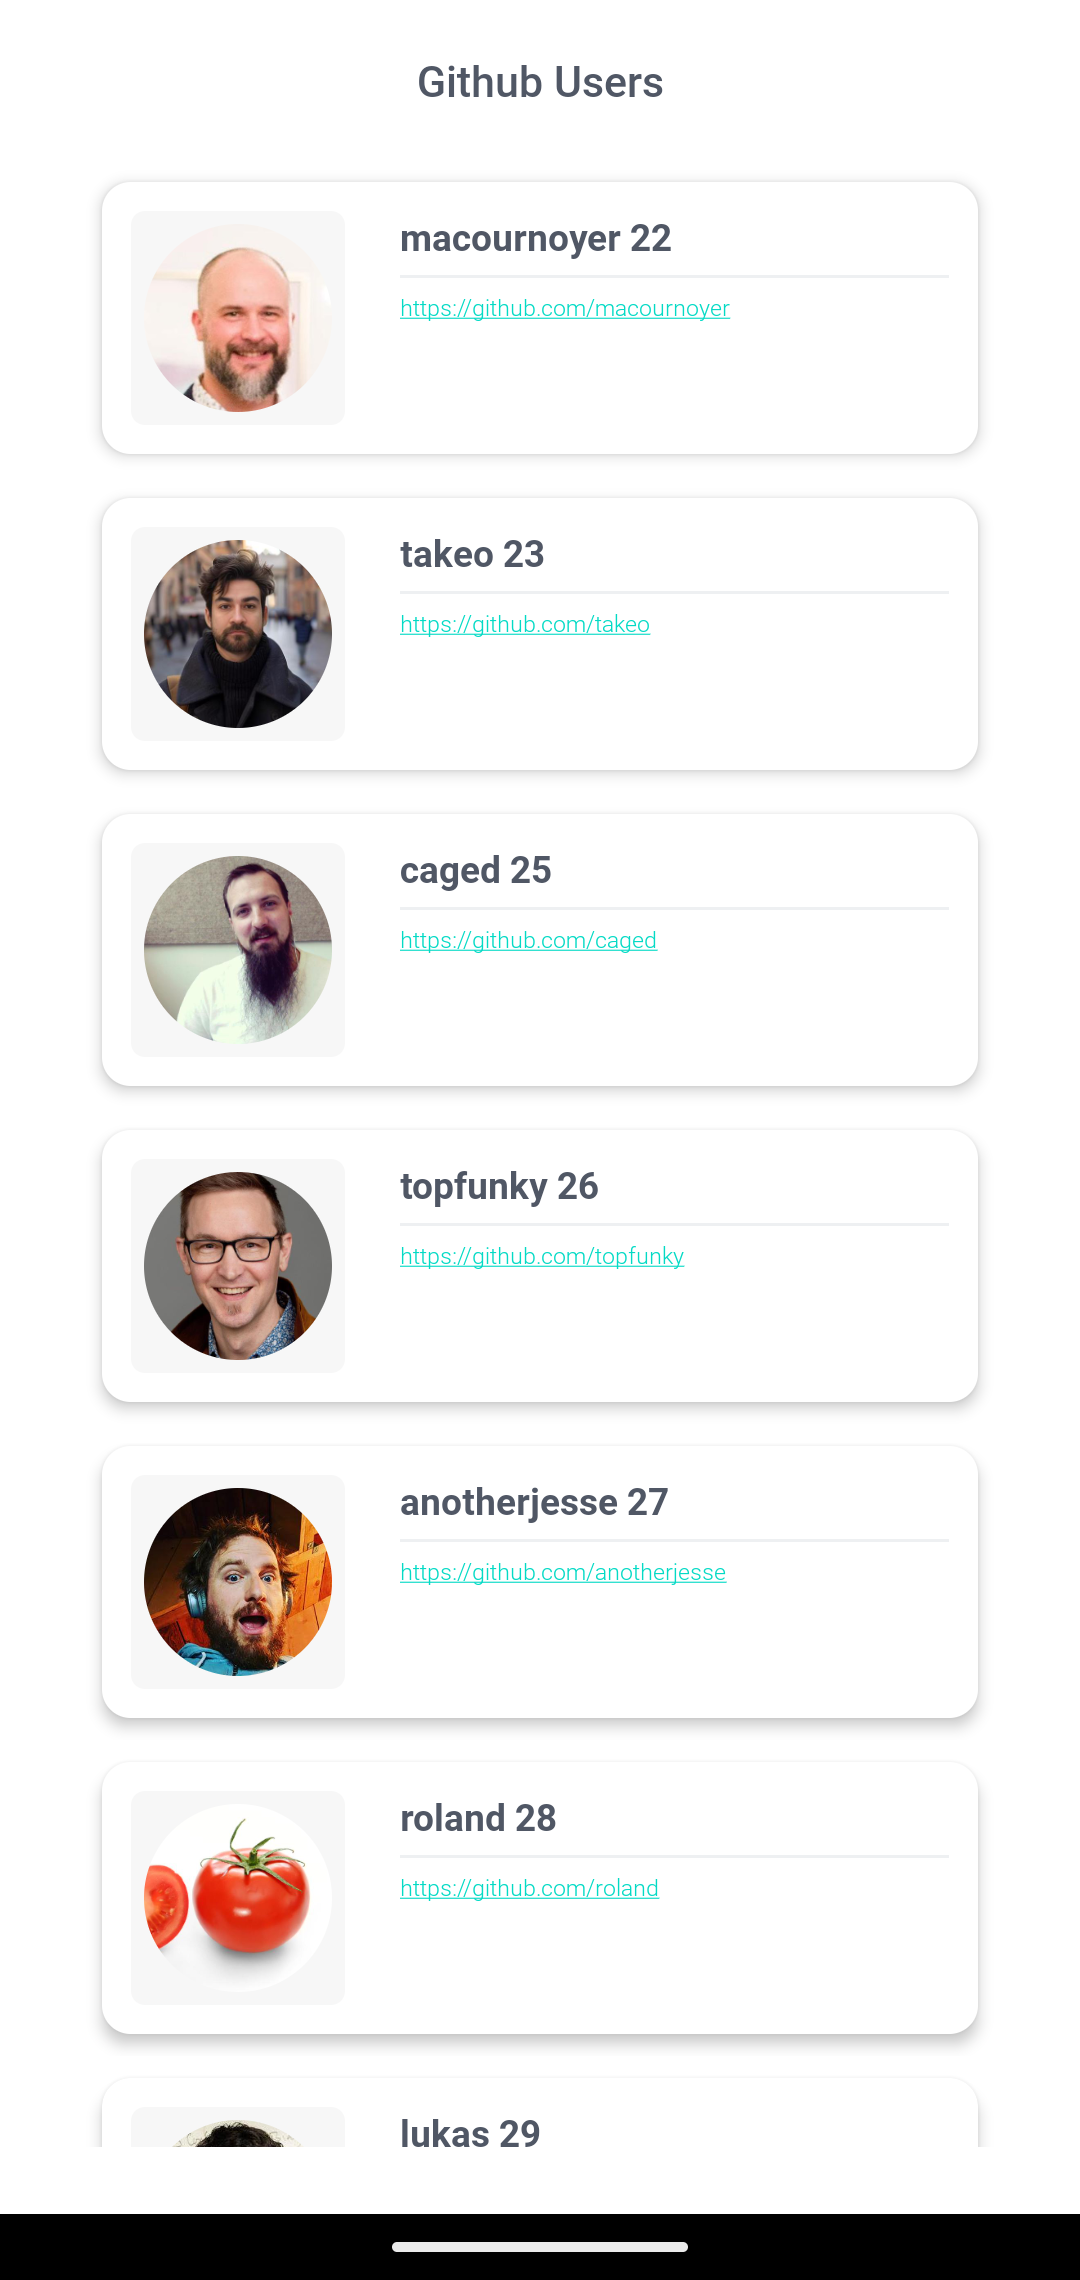 Github Users
macournoyer 22
https://github.com/macournoyer
takeo 23
https://github.com/takeo
caged 25
https://github.com/caged
topfunky 26
https://github.com/topfunky
anotherjesse 27
https://github.com/anotherjesse
roland 28
https://github.com/roland
lukas 29